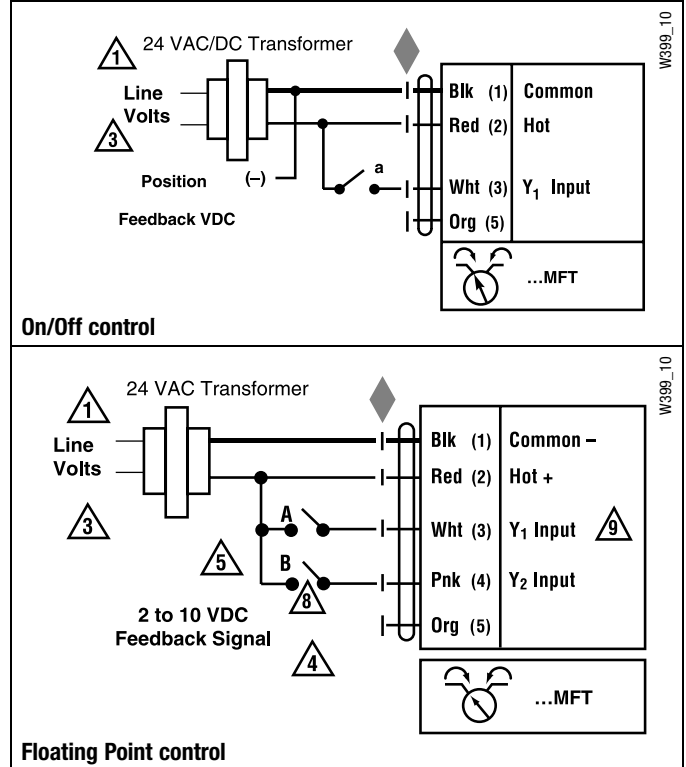 W399_10
24 VAC/DC Transformer
1
Line
Volts
3
Blk (1) Common
Red (2) Hot
a
Position (–)
Wht (3) Y₁ Input
Feedback VDC
Org (5)
...MFT
On/Off control
W399_10
24 VAC Transformer
1
Line
Volts
3
Blk (1) Common –
Red (2) Hot +
A
Wht (3) Y₁ Input 9
5
B
Pnk (4) Y₂ Input
8
2 to 10 VDC
Feedback Signal
Org (5)
4
...MFT
Floating Point control